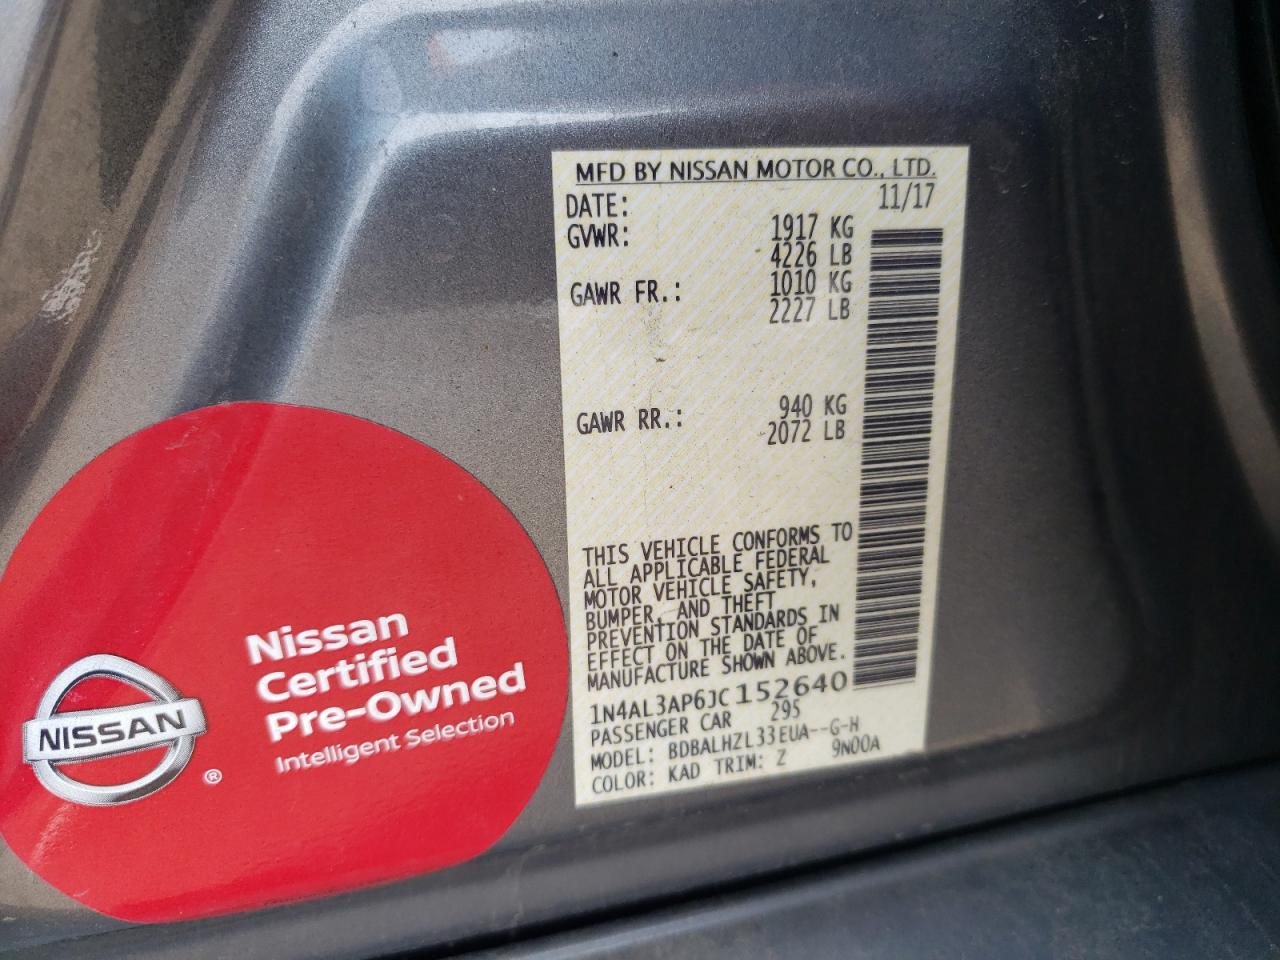 MFD BY NISSAN MOTOR CO., LTD.
DATE: 11/17
GVWR: 1917 KG
4226 LB
GAWR FR.: 1010 KG
2227 LB
GAWR RR.: 940 KG
2072 LB
THIS VEHICLE CONFORMS TO
ALL APPLICABLE FEDERAL
MOTOR VEHICLE SAFETY,
BUMPER, AND THEFT
PREVENTION STANDARDS IN
EFFECT ON THE DATE OF
MANUFACTURE SHOWN ABOVE.
1N4AL3AP6JC152640
PASSENGER CAR 295
MODEL: BDBALHZL33EUA--G-H
COLOR: KAD TRIM: Z 9N00A
NISSAN
®
Nissan
Certified
Pre-Owned
Intelligent Selection